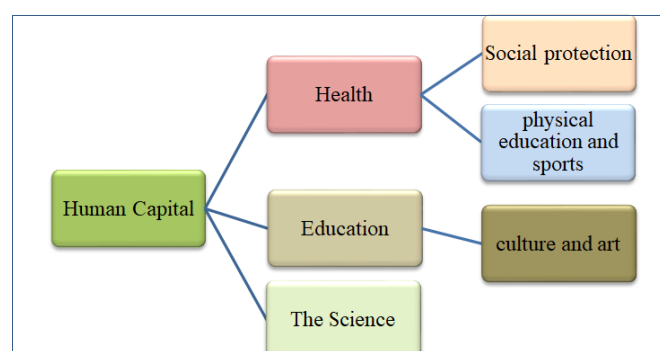 Social protection
Health
physical
education and
sports
Human Capital
Education
culture and art
The Science